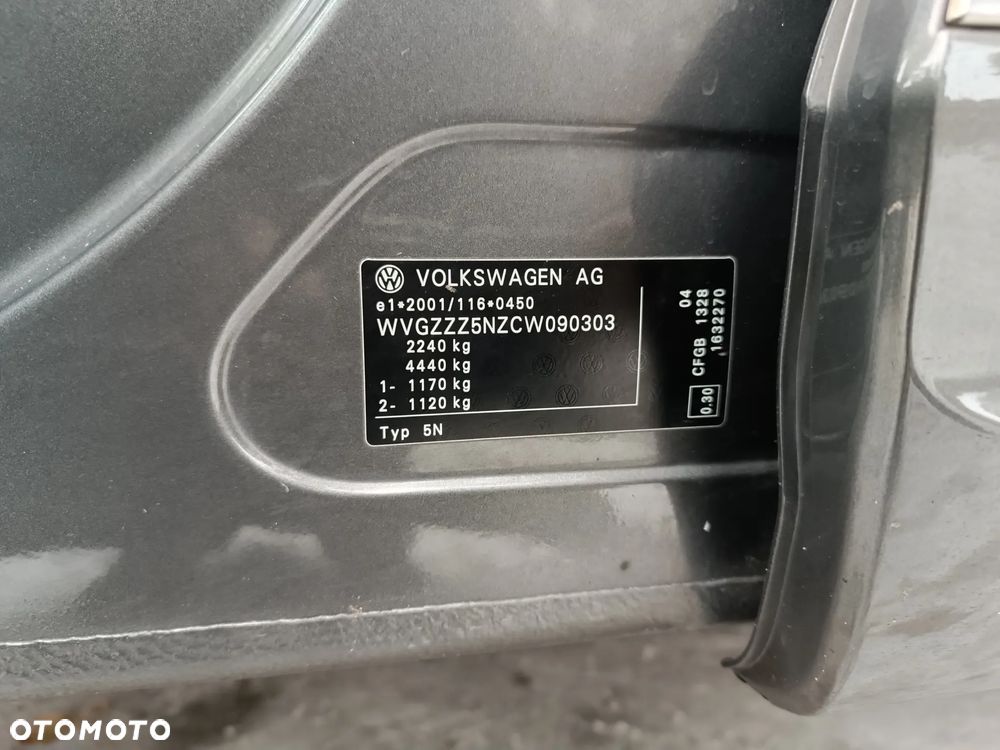 VOLKSWAGEN AG
e1*2001/116*0450
WVGZZZ5NZCW090303
2240 kg
4440 kg
1- 1170 kg
2- 1120 kg
Typ 5N
04
CFGB 1328
1632270
0.30
OTOMOTO